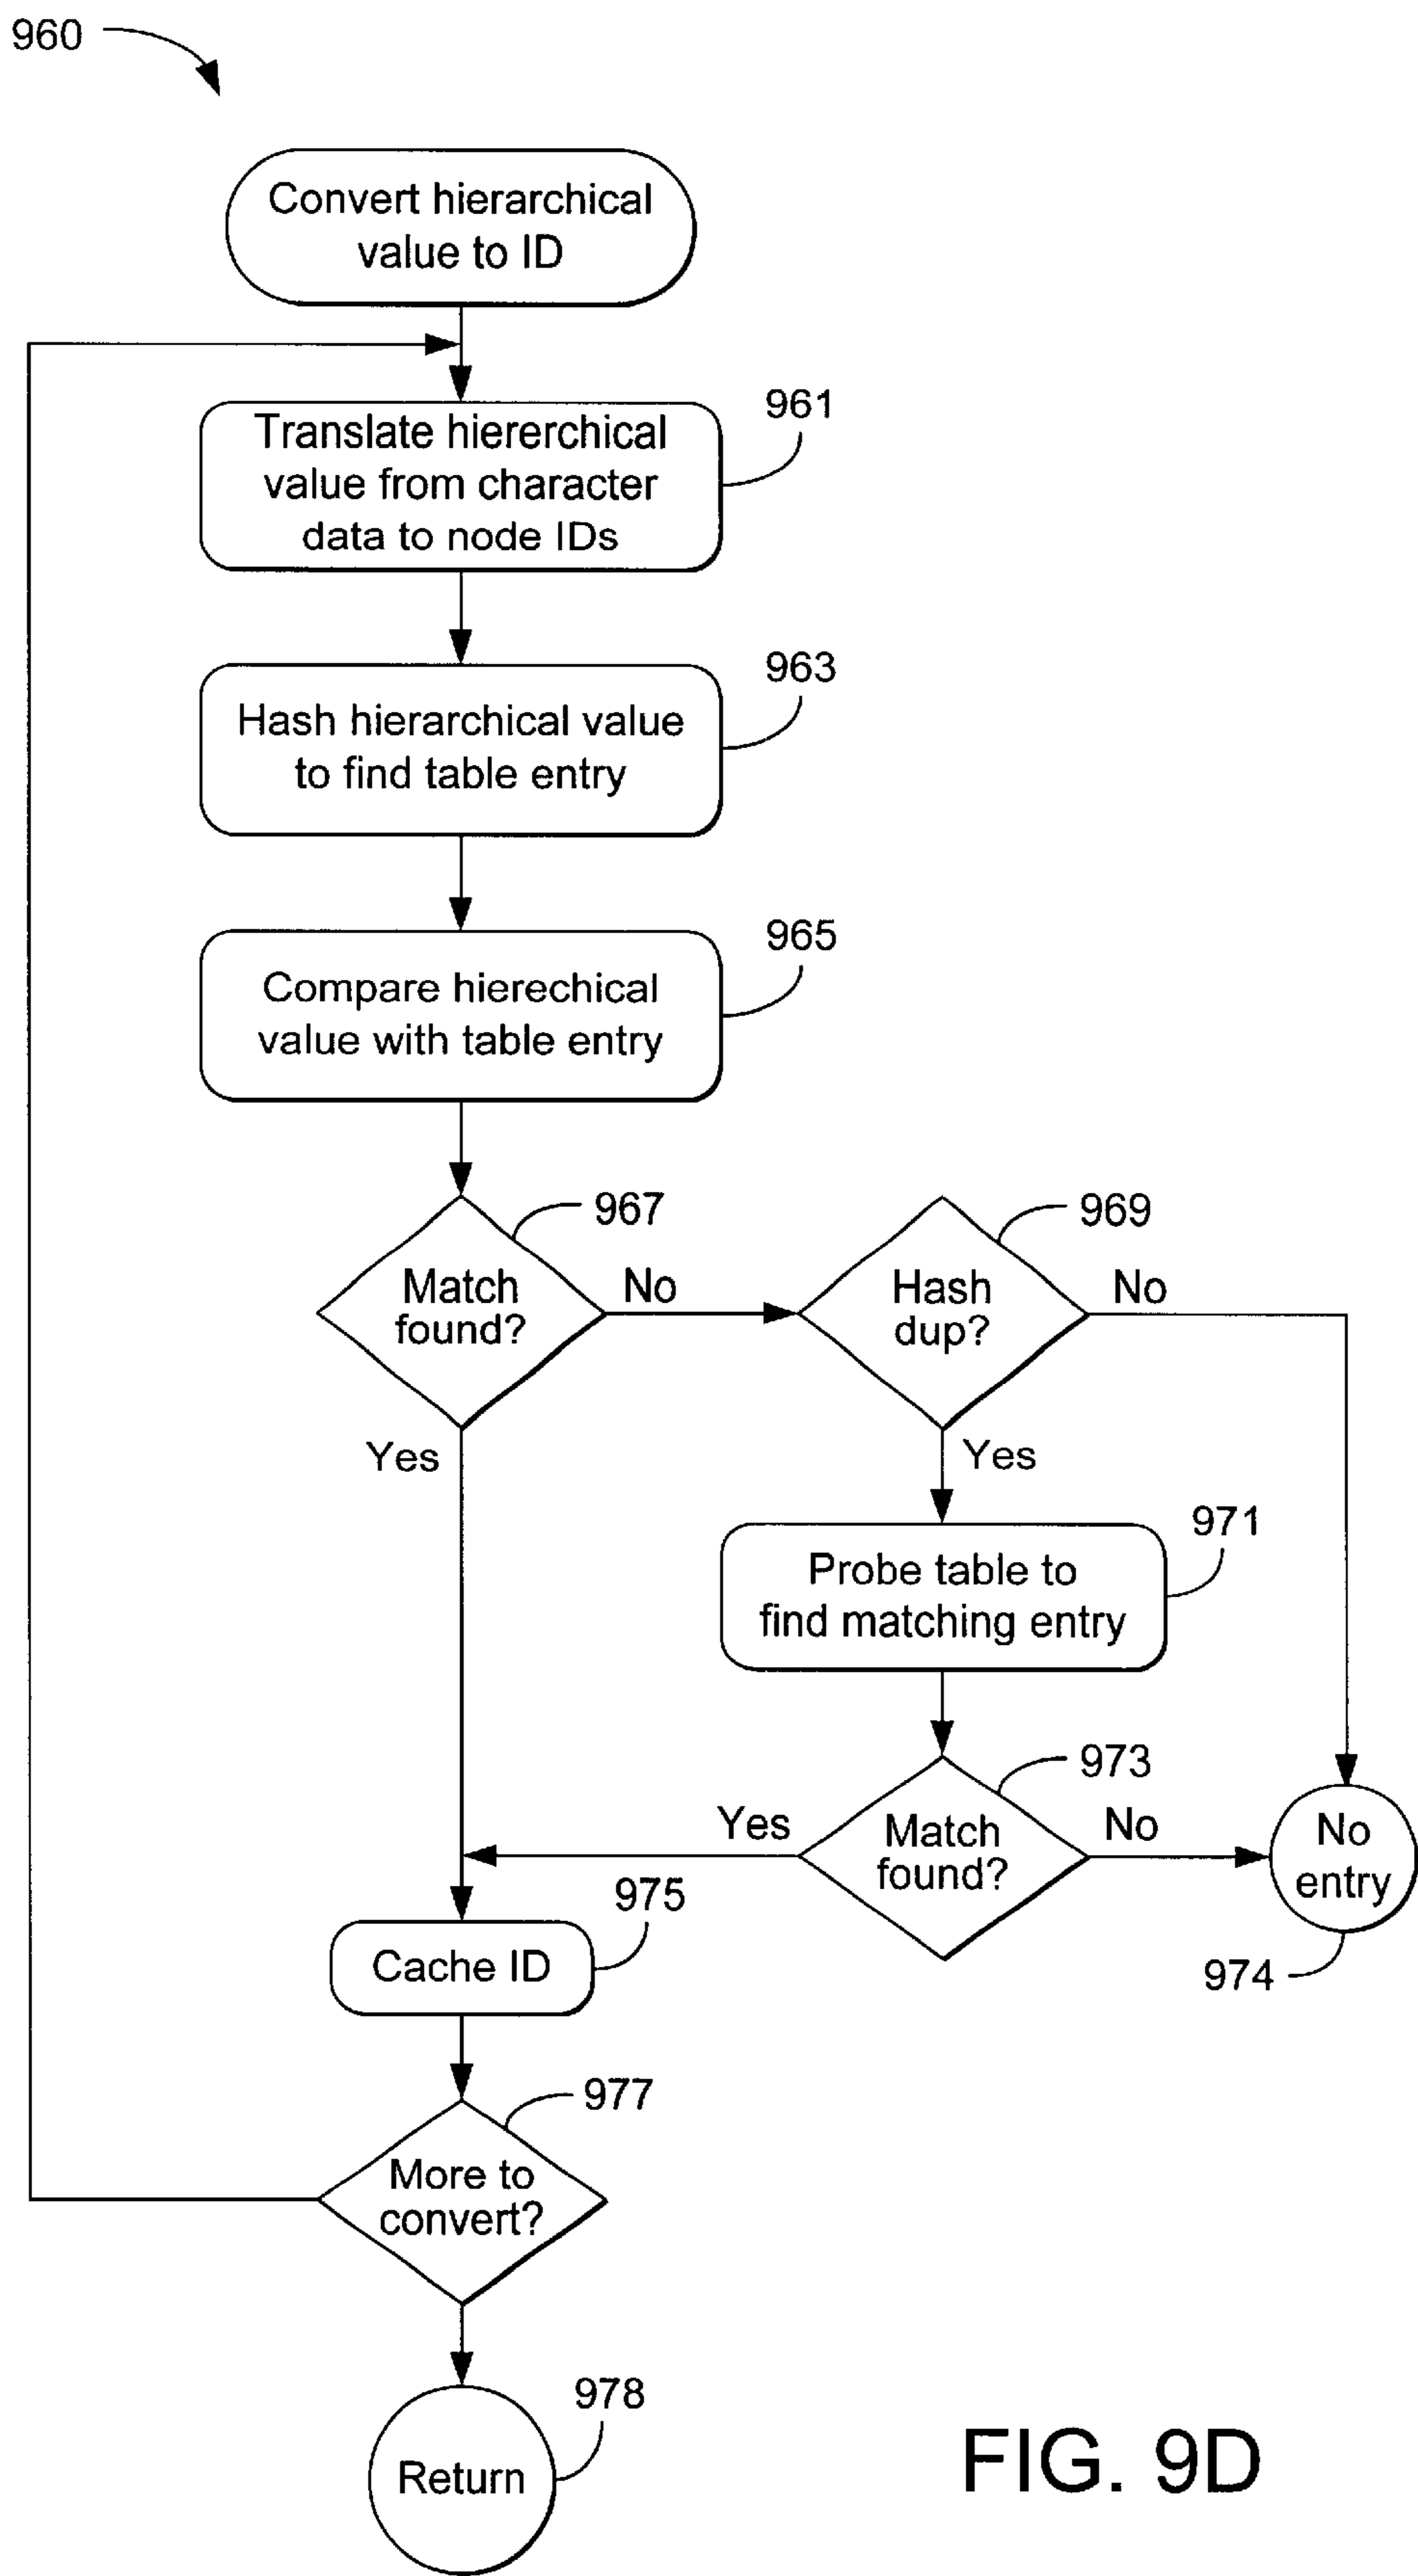 960
Convert hierarchical
value to ID
961
Translate hiererchical
value from character
data to node IDs
963
Hash hierarchical value
to find table entry
965
Compare hierechical
value with table entry
967
Match
found?
No
Yes
969
Hash
dup?
No
Yes
971
Probe table to
find matching entry
973
Match
found?
Yes
No
No
entry
974
975
Cache ID
977
More to
convert?
978
Return
FIG. 9D